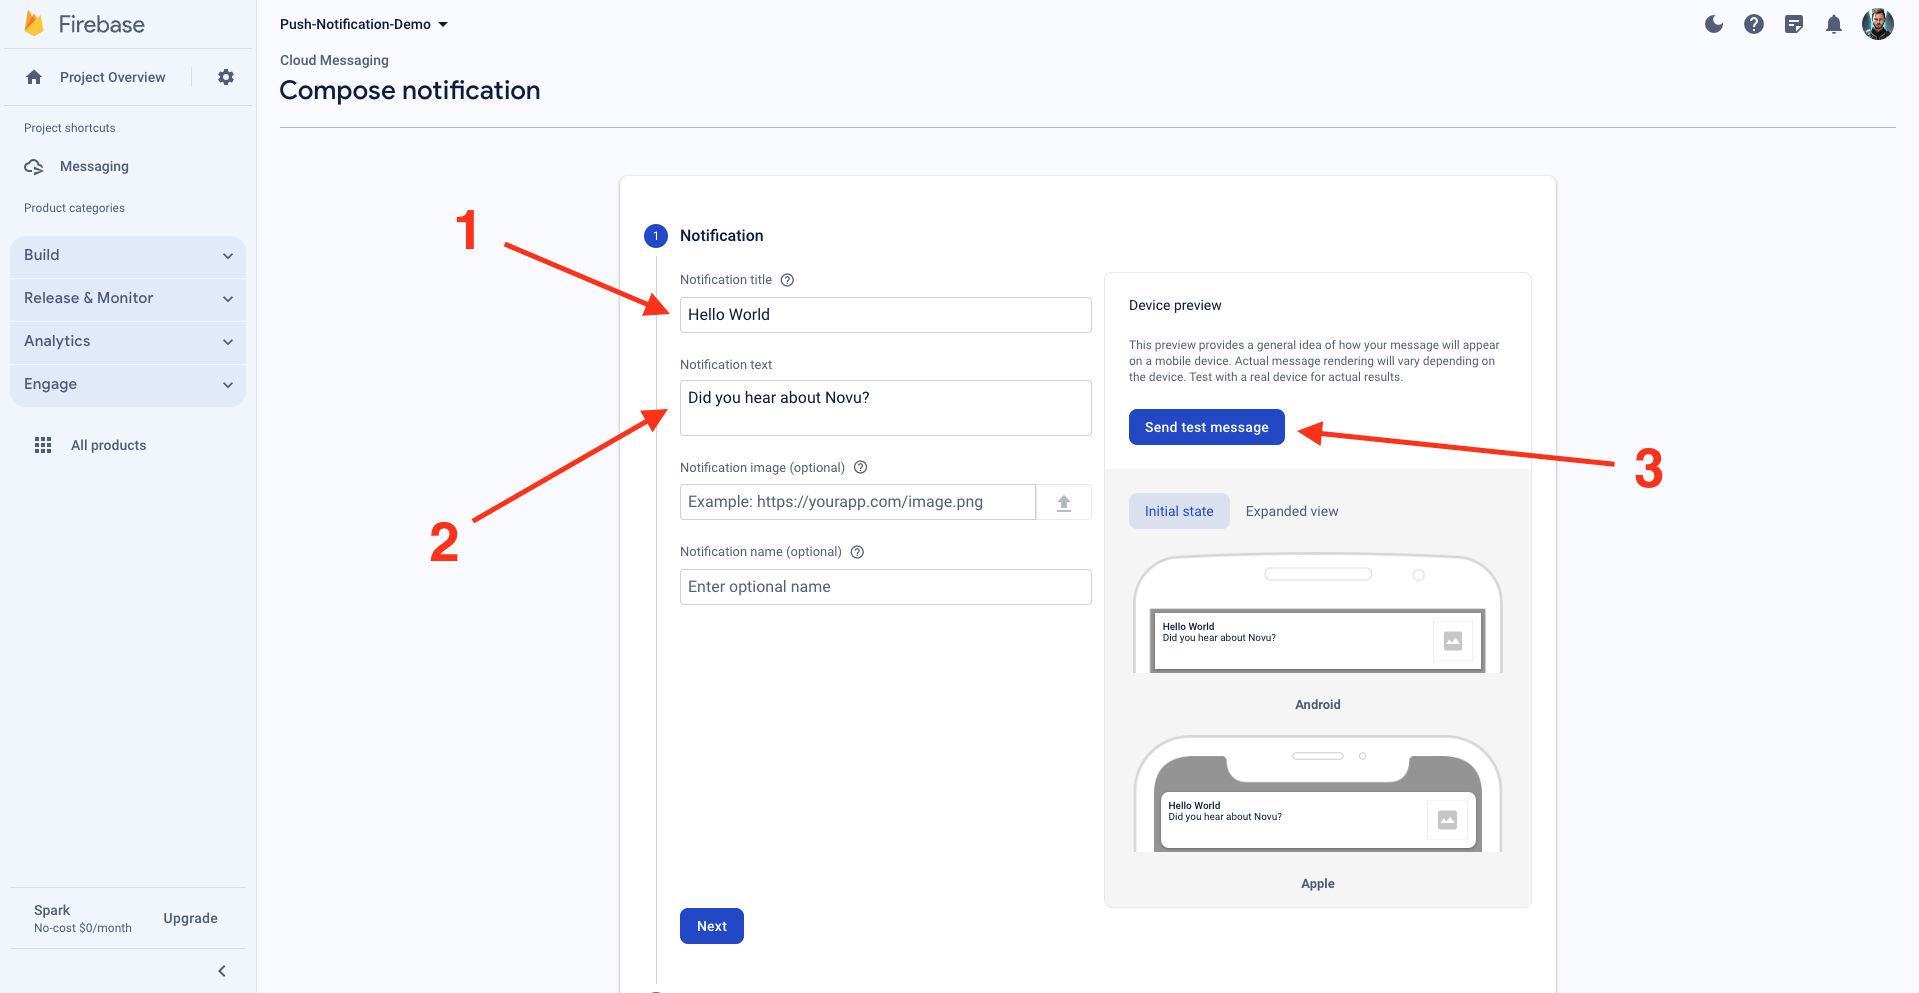 Firebase
Push-Notification-Demo
Project Overview
Cloud Messaging
Compose notification
Project shortcuts
Messaging
Product categories
Build
Release & Monitor
Analytics
Engage
All products
Spark
No-cost $0/month
Upgrade
1
2
3
1
Notification
Notification title
Hello World
Notification text
Did you hear about Novu?
Notification image (optional)
Example: https://yourapp.com/image.png
Notification name (optional)
Enter optional name
Next
Device preview
This preview provides a general idea of how your message will appear
on a mobile device. Actual message rendering will vary depending on
the device. Test with a real device for actual results.
Send test message
Initial state
Expanded view
Hello World
Did you hear about Novu?
Android
Hello World
Did you hear about Novu?
Apple